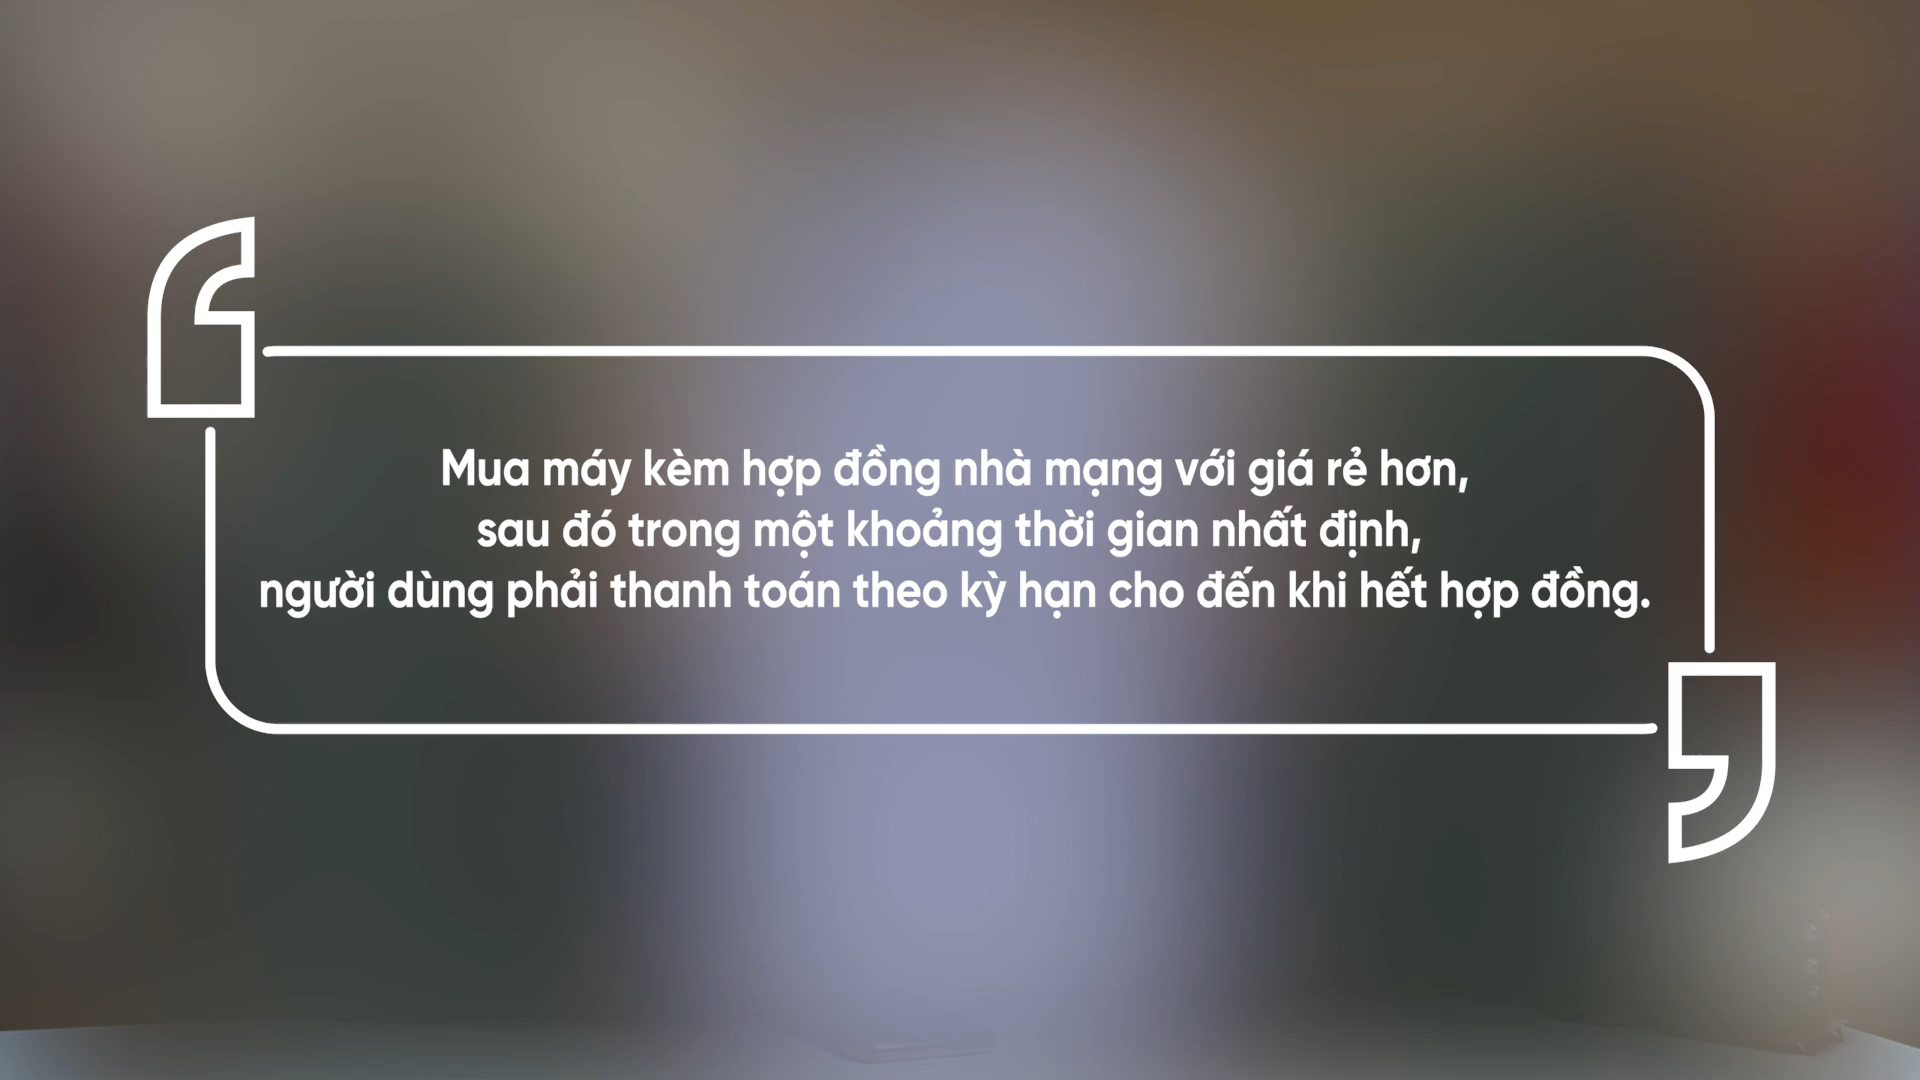 Mua máy kèm hợp đồng nhà mạng với giá rẻ hơn,
sau đó trong một khoảng thời gian nhất định,
người dùng phải thanh toán theo kỳ hạn cho đến khi hết hợp đồng.